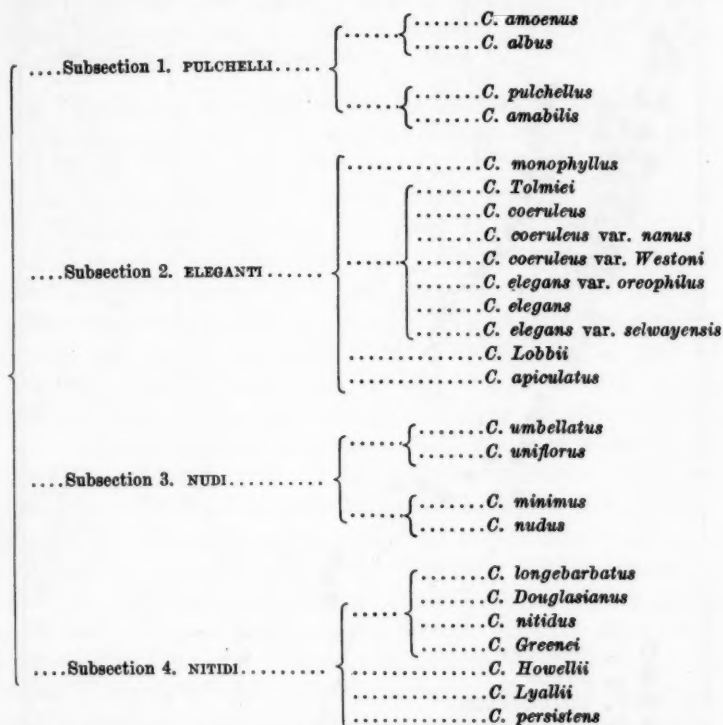 C. amoenus
C. albus
Subsection 1. PULCHELLI
C. pulchellus
C. amabilis
C. monophyllus
C. Tolmiei
C. coeruleus
C. coeruleus var. nanus
C. coeruleus var. Westoni
Subsection 2. ELEGANTI
C. elegans var. oreophilus
C. elegans
C. elegans var. selwayensis
C. Lobbii
C. apiculatus
C. umbellatus
C. uniflorus
Subsection 3. NUDI
C. minimus
C. nudus
C. longebarbatus
C. Douglasianus
C. nitidus
C. Greenei
Subsection 4. NITIDI
C. Howellii
C. Lyallii
C. persistens